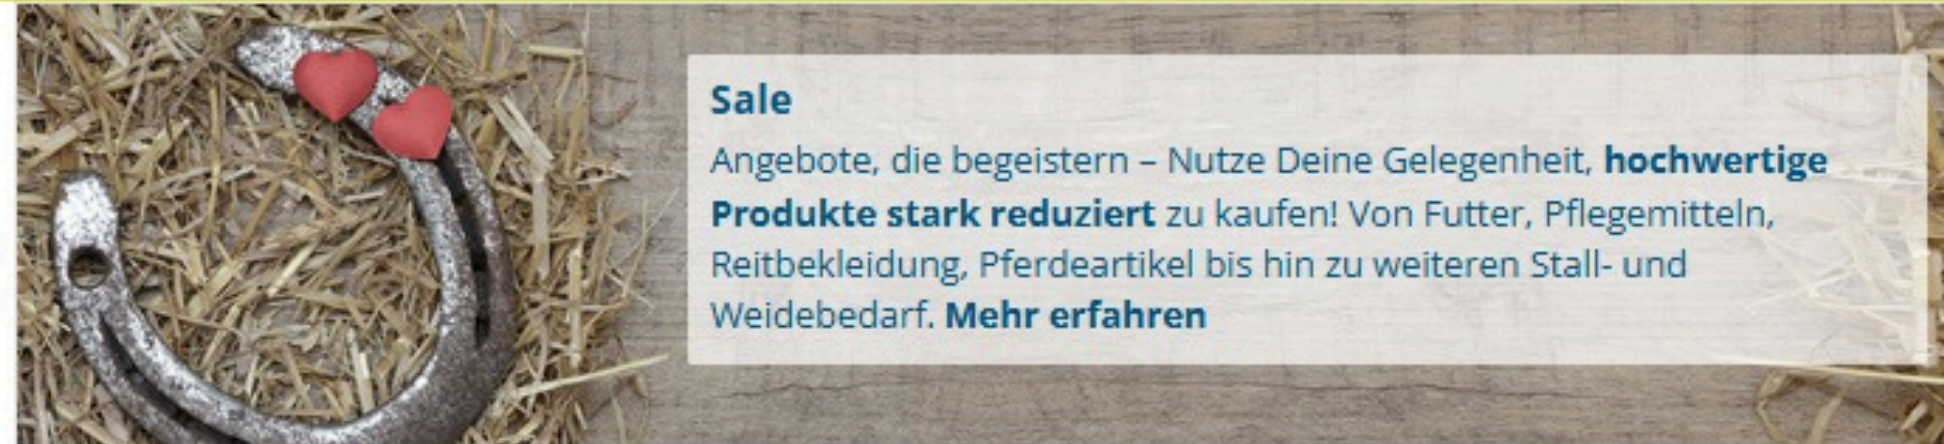 Sale
Angebote, die begeistern – Nutze Deine Gelegenheit, hochwertige
Produkte stark reduziert zu kaufen! Von Futter, Pflegemitteln,
Reitbekleidung, Pferdeartikel bis hin zu weiteren Stall- und
Weidebedarf. Mehr erfahren